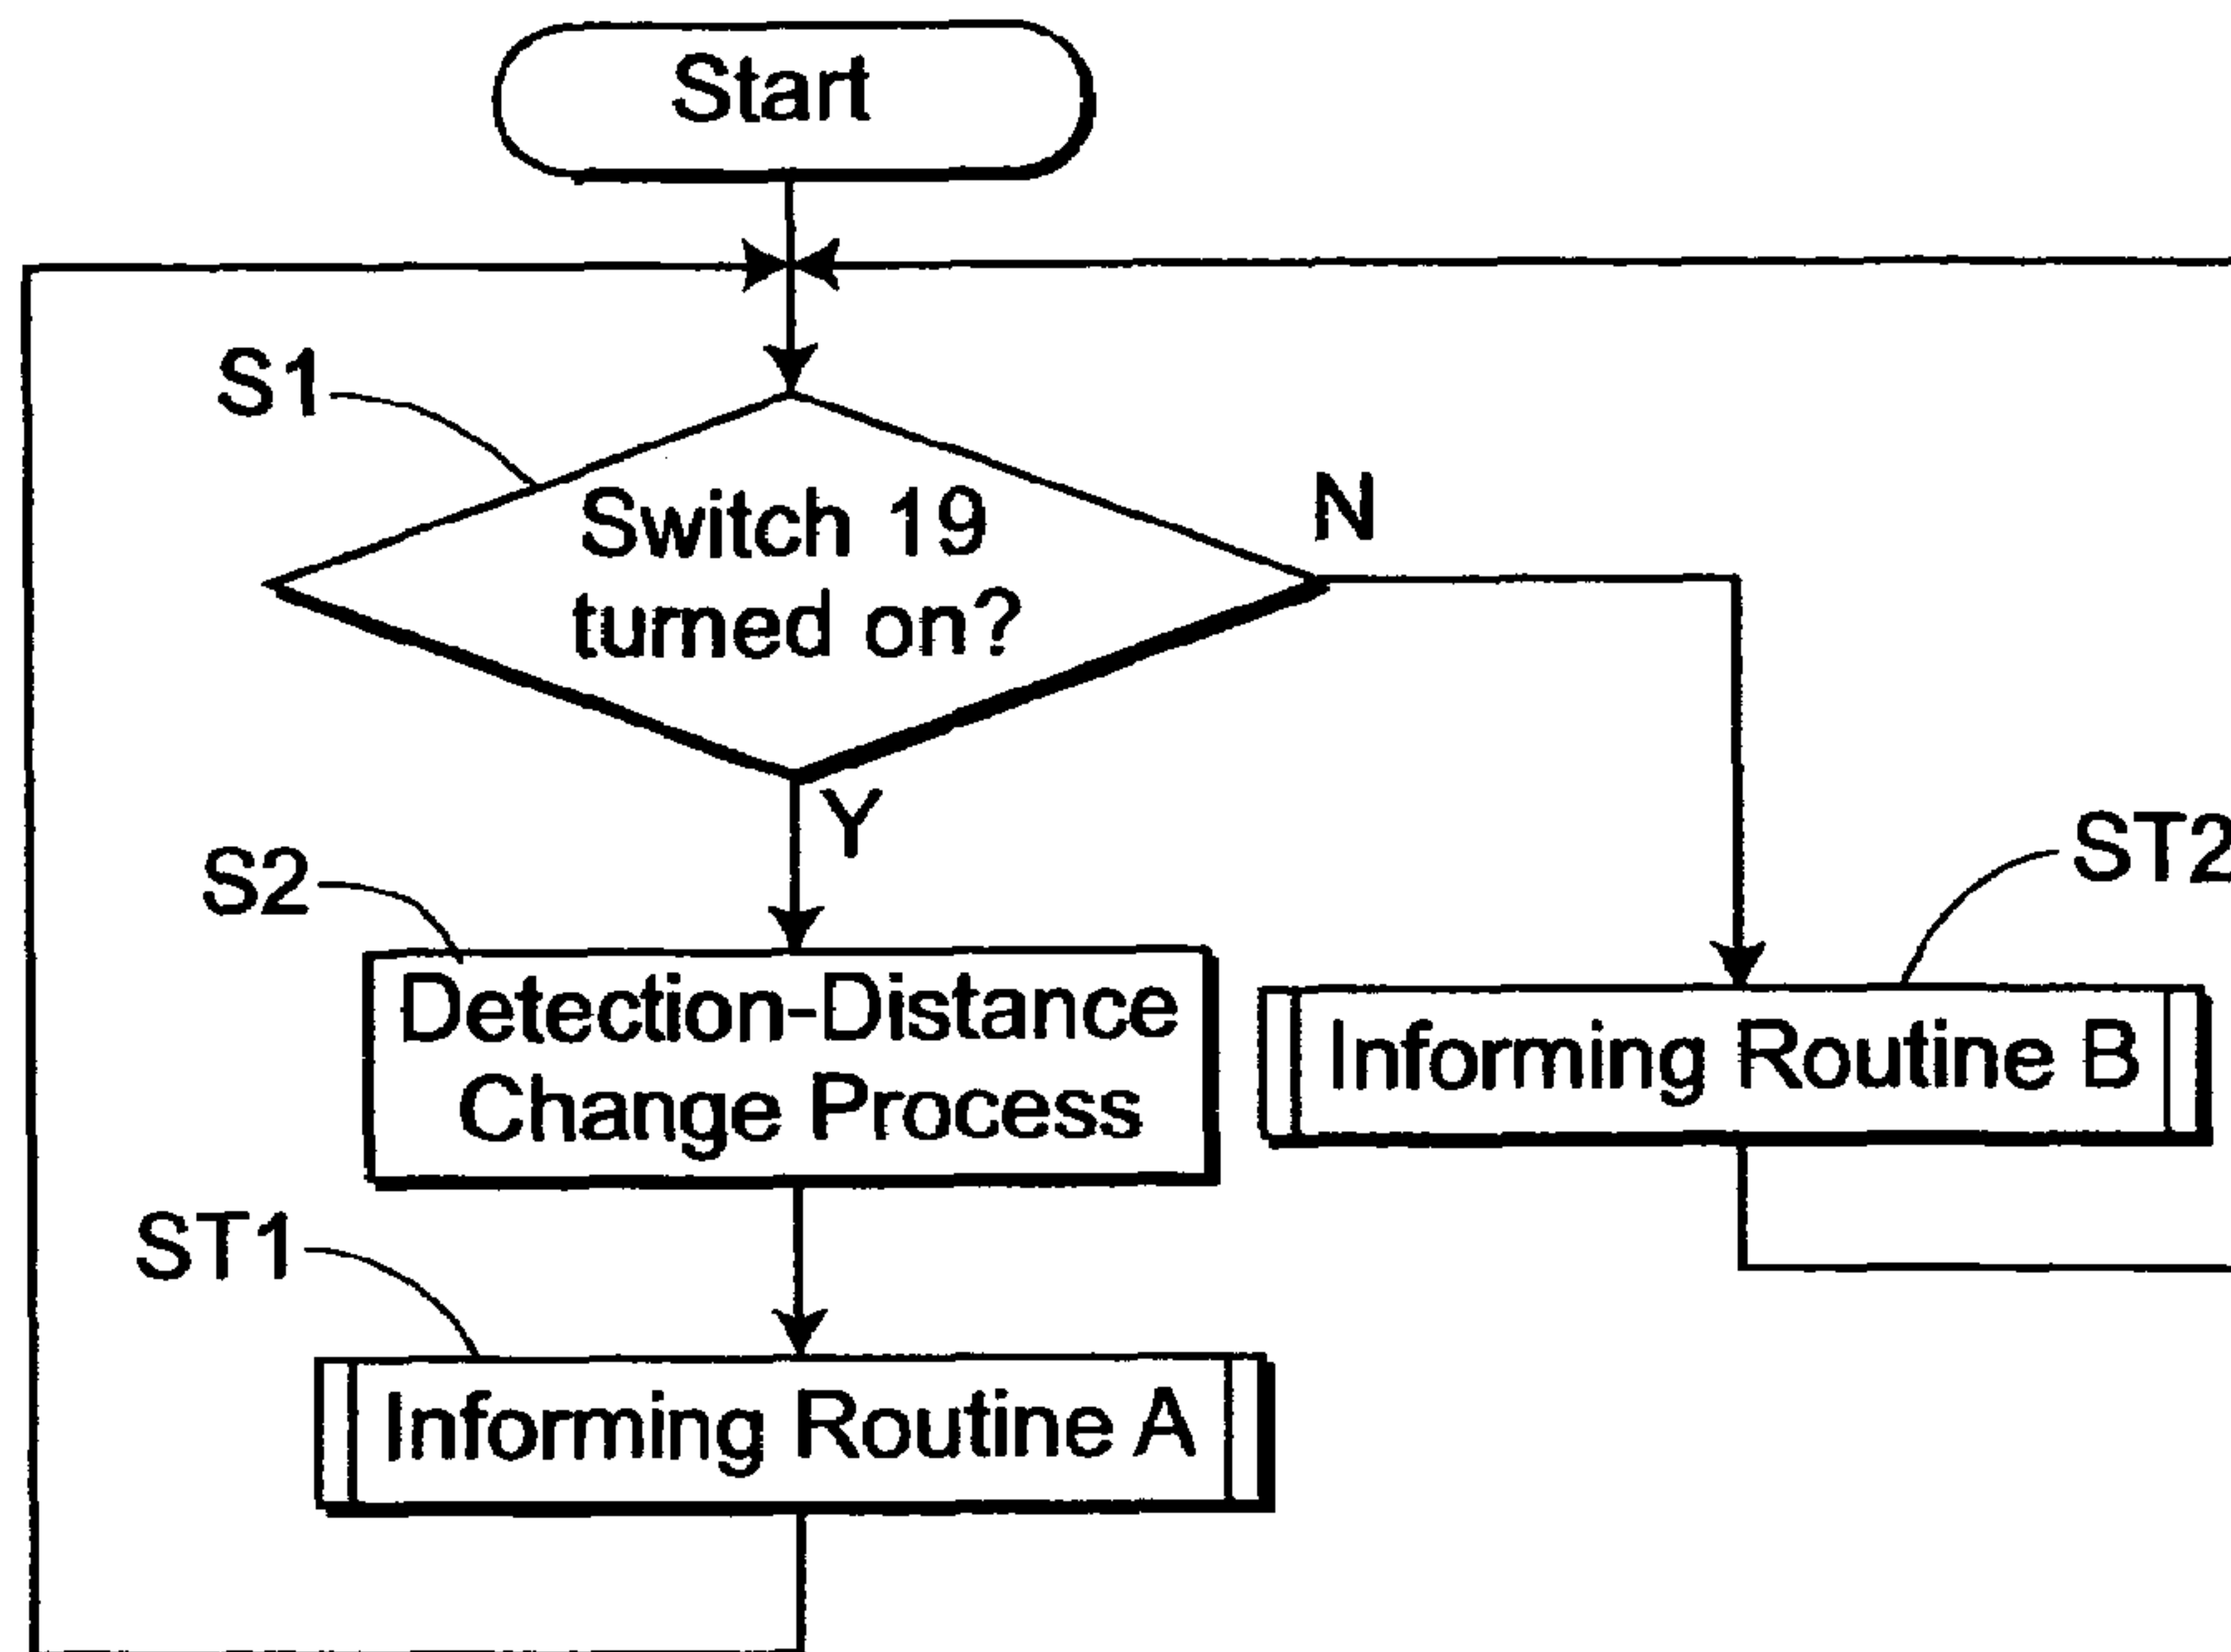 Start
S1
Switch 19
turned on?
N
Y
S2
Detection-Distance
Change Process
ST2
Informing Routine B
ST1
Informing Routine A